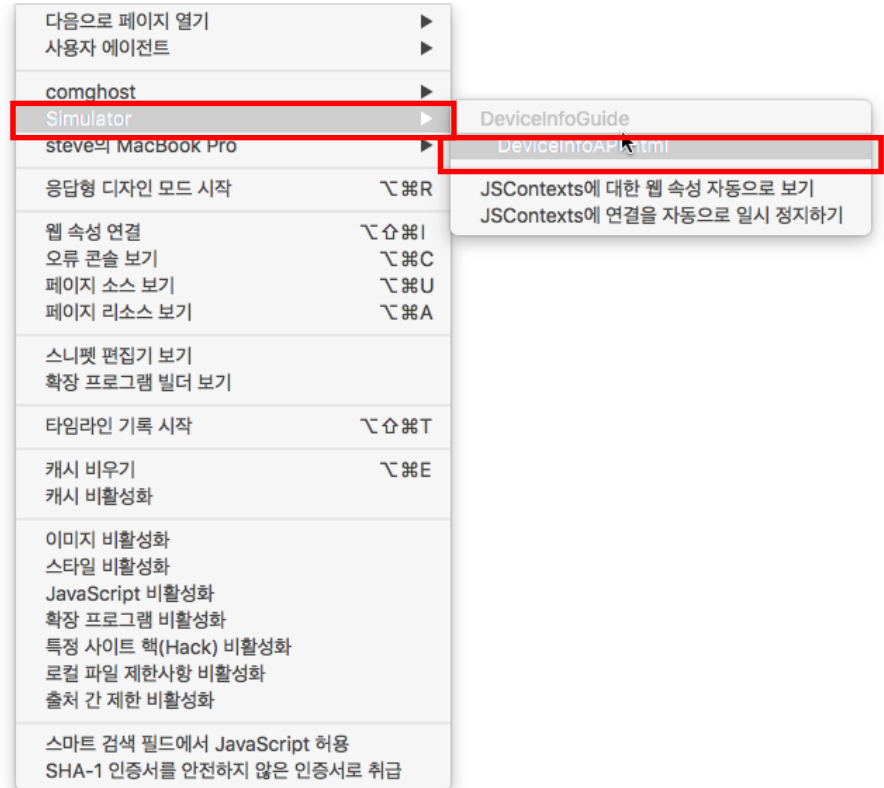 다음으로 페이지 열기 ▶
사용자 에이전트 ▶
comghost ▶
Simulator ▶
steve의 MacBook Pro ▶
응답형 디자인 모드 시작 ⌥⌘R
웹 속성 연결 ⌥⇧⌘I
오류 콘솔 보기 ⌥⌘C
페이지 소스 보기 ⌥⌘U
페이지 리소스 보기 ⌥⌘A
스니펫 편집기 보기
확장 프로그램 빌더 보기
타임라인 기록 시작 ⌥⇧⌘T
캐시 비우기 ⌥⌘E
캐시 비활성화
이미지 비활성화
스타일 비활성화
JavaScript 비활성화
확장 프로그램 비활성화
특정 사이트 핵(Hack) 비활성화
로컬 파일 제한사항 비활성화
출처 간 제한 비활성화
스마트 검색 필드에서 JavaScript 허용
SHA-1 인증서를 안전하지 않은 인증서로 취급
DeviceInfoGuide
DeviceInfoAPI.html
JSContexts에 대한 웹 속성 자동으로 보기
JSContexts에 연결을 자동으로 일시 정지하기